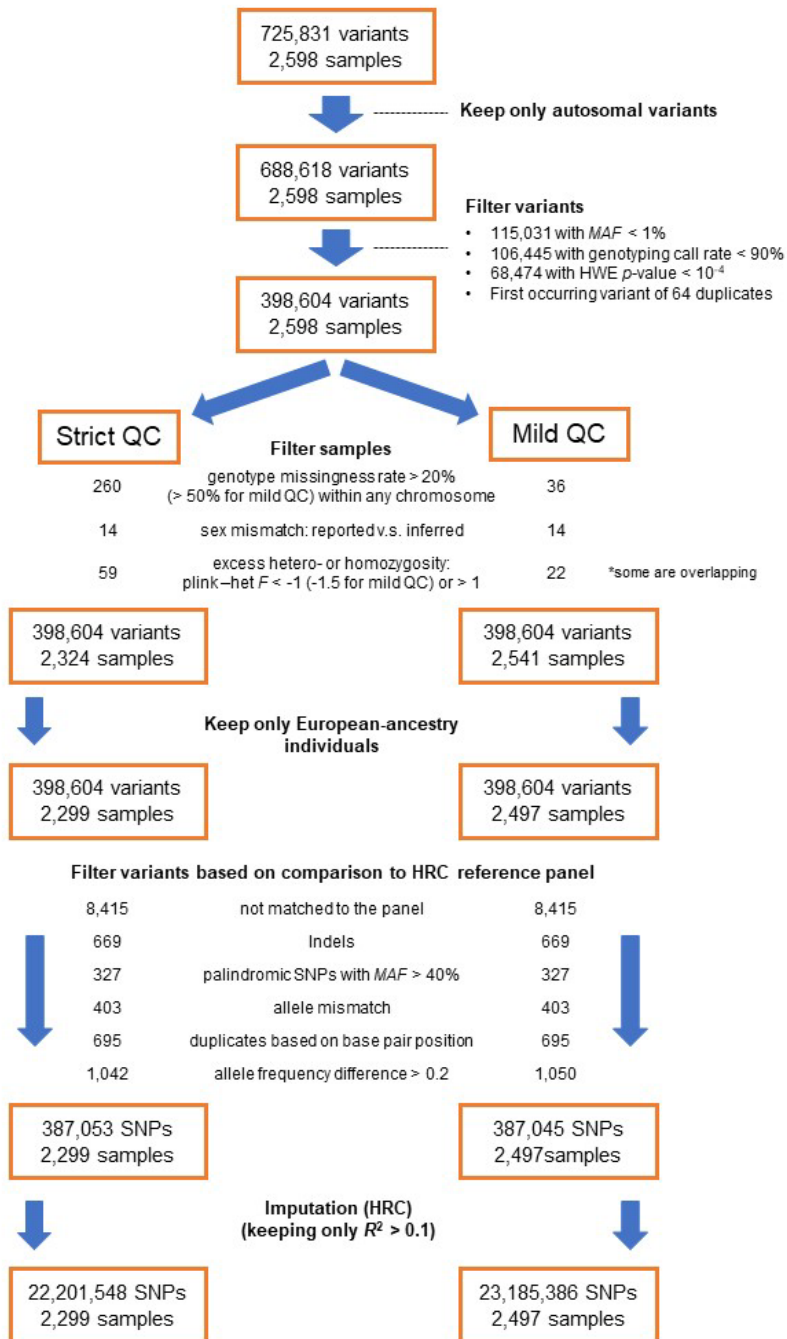 725,831 variants
2,598 samples
Keep only autosomal variants
688,618 variants
2,598 samples
Filter variants
• 115,031 with MAF < 1%
• 106,445 with genotyping call rate < 90%
• 68,474 with HWE p-value < 10⁻⁴
• First occurring variant of 64 duplicates
398,604 variants
2,598 samples
Strict QC
Mild QC
Filter samples
260 genotype missingness rate > 20% 36
(> 50% for mild QC) within any chromosome
14 sex mismatch: reported v.s. inferred 14
59 excess hetero- or homozygosity: 22 *some are overlapping
plink –het F < -1 (-1.5 for mild QC) or > 1
398,604 variants
2,324 samples
398,604 variants
2,541 samples
Keep only European-ancestry
individuals
398,604 variants
2,299 samples
398,604 variants
2,497 samples
Filter variants based on comparison to HRC reference panel
8,415 not matched to the panel 8,415
669 Indels 669
327 palindromic SNPs with MAF > 40% 327
403 allele mismatch 403
695 duplicates based on base pair position 695
1,042 allele frequency difference > 0.2 1,050
387,053 SNPs
2,299 samples
387,045 SNPs
2,497samples
Imputation (HRC)
(keeping only R² > 0.1)
22,201,548 SNPs
2,299 samples
23,185,386 SNPs
2,497 samples